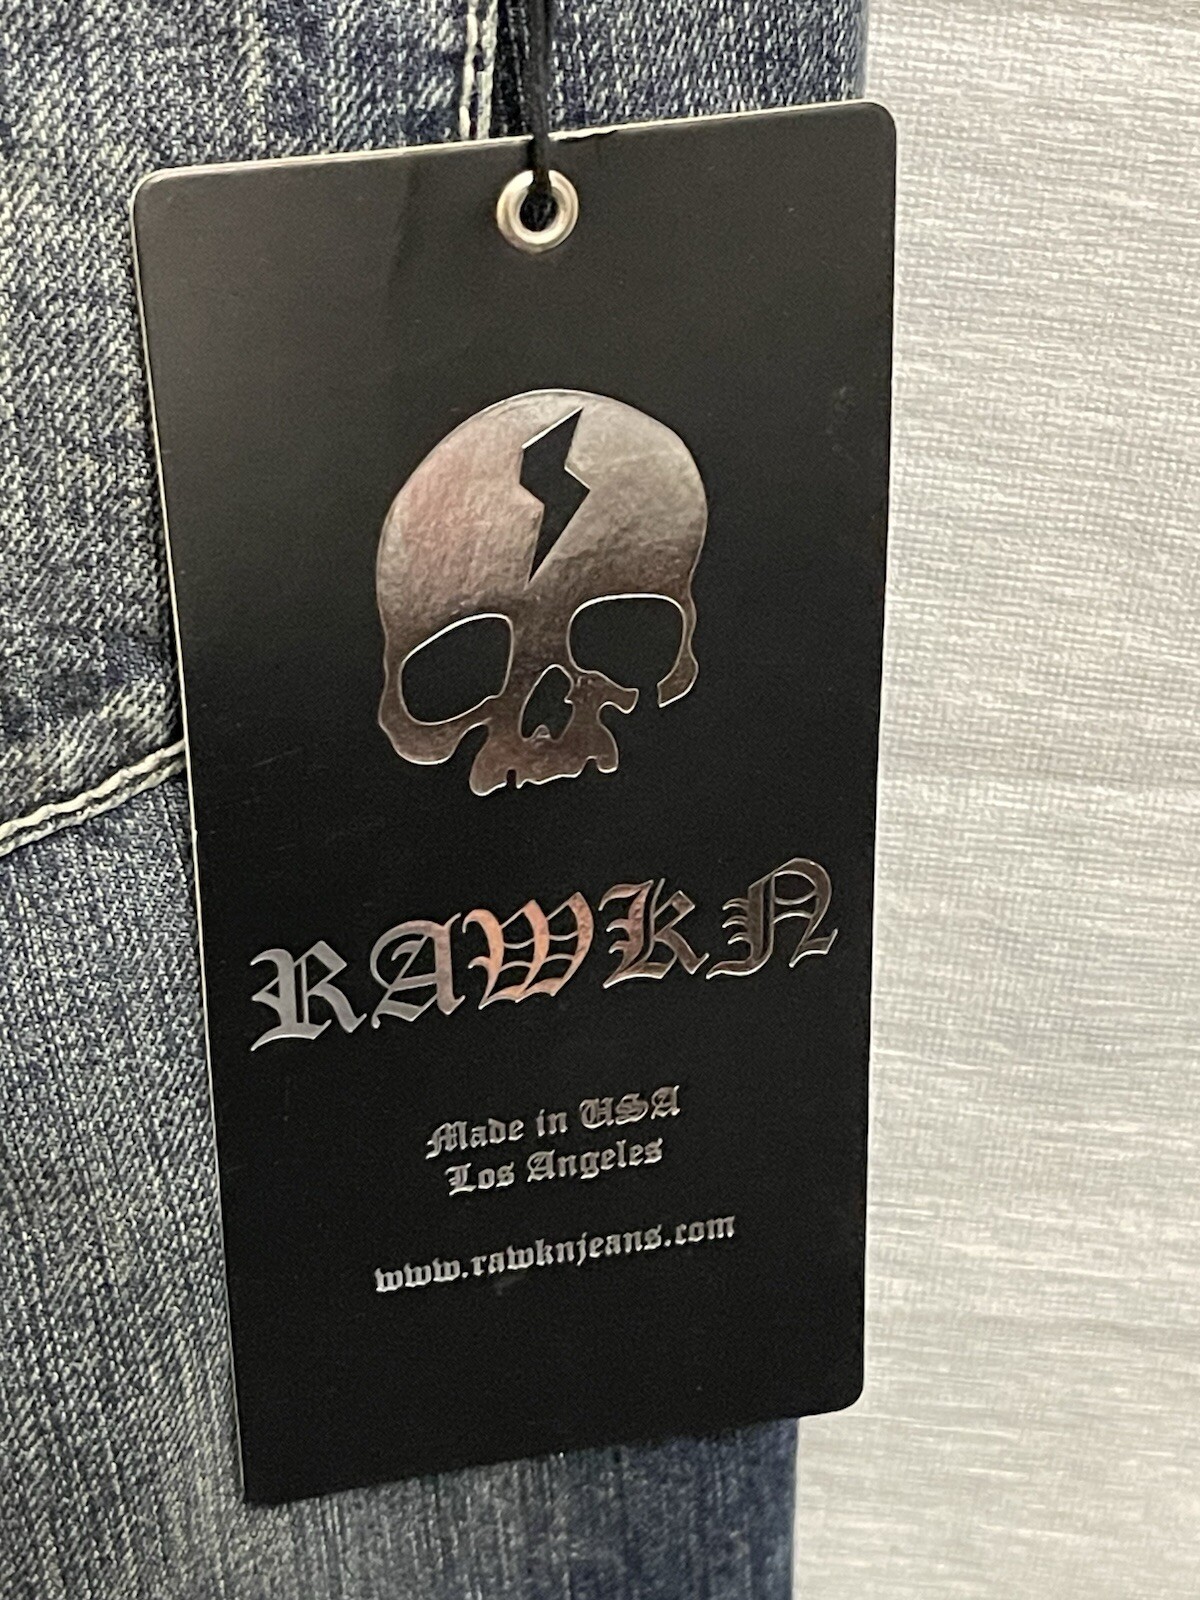 RAWKN
Made in USA
Los Angeles
www.rawknjeans.com